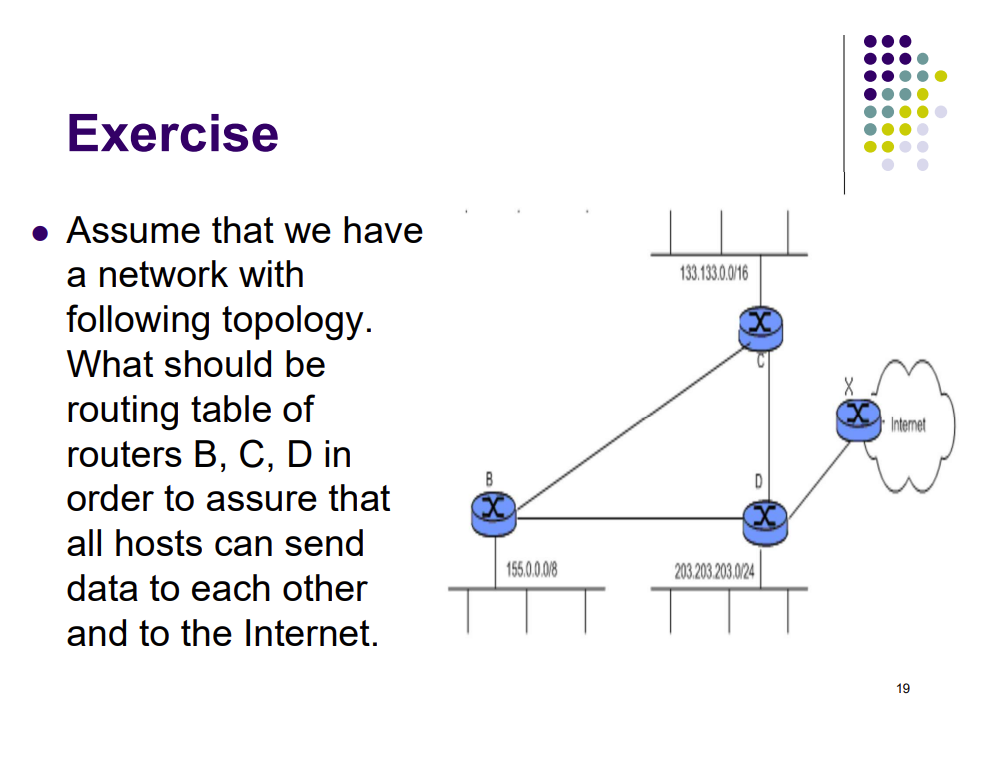 Exercise
● Assume that we have
a network with
following topology.
What should be
routing table of
routers B, C, D in
order to assure that
all hosts can send
data to each other
and to the Internet.
133.133.0.0/16
C
X
Internet
B
D
155.0.0.0/8
203.203.203.0/24
19